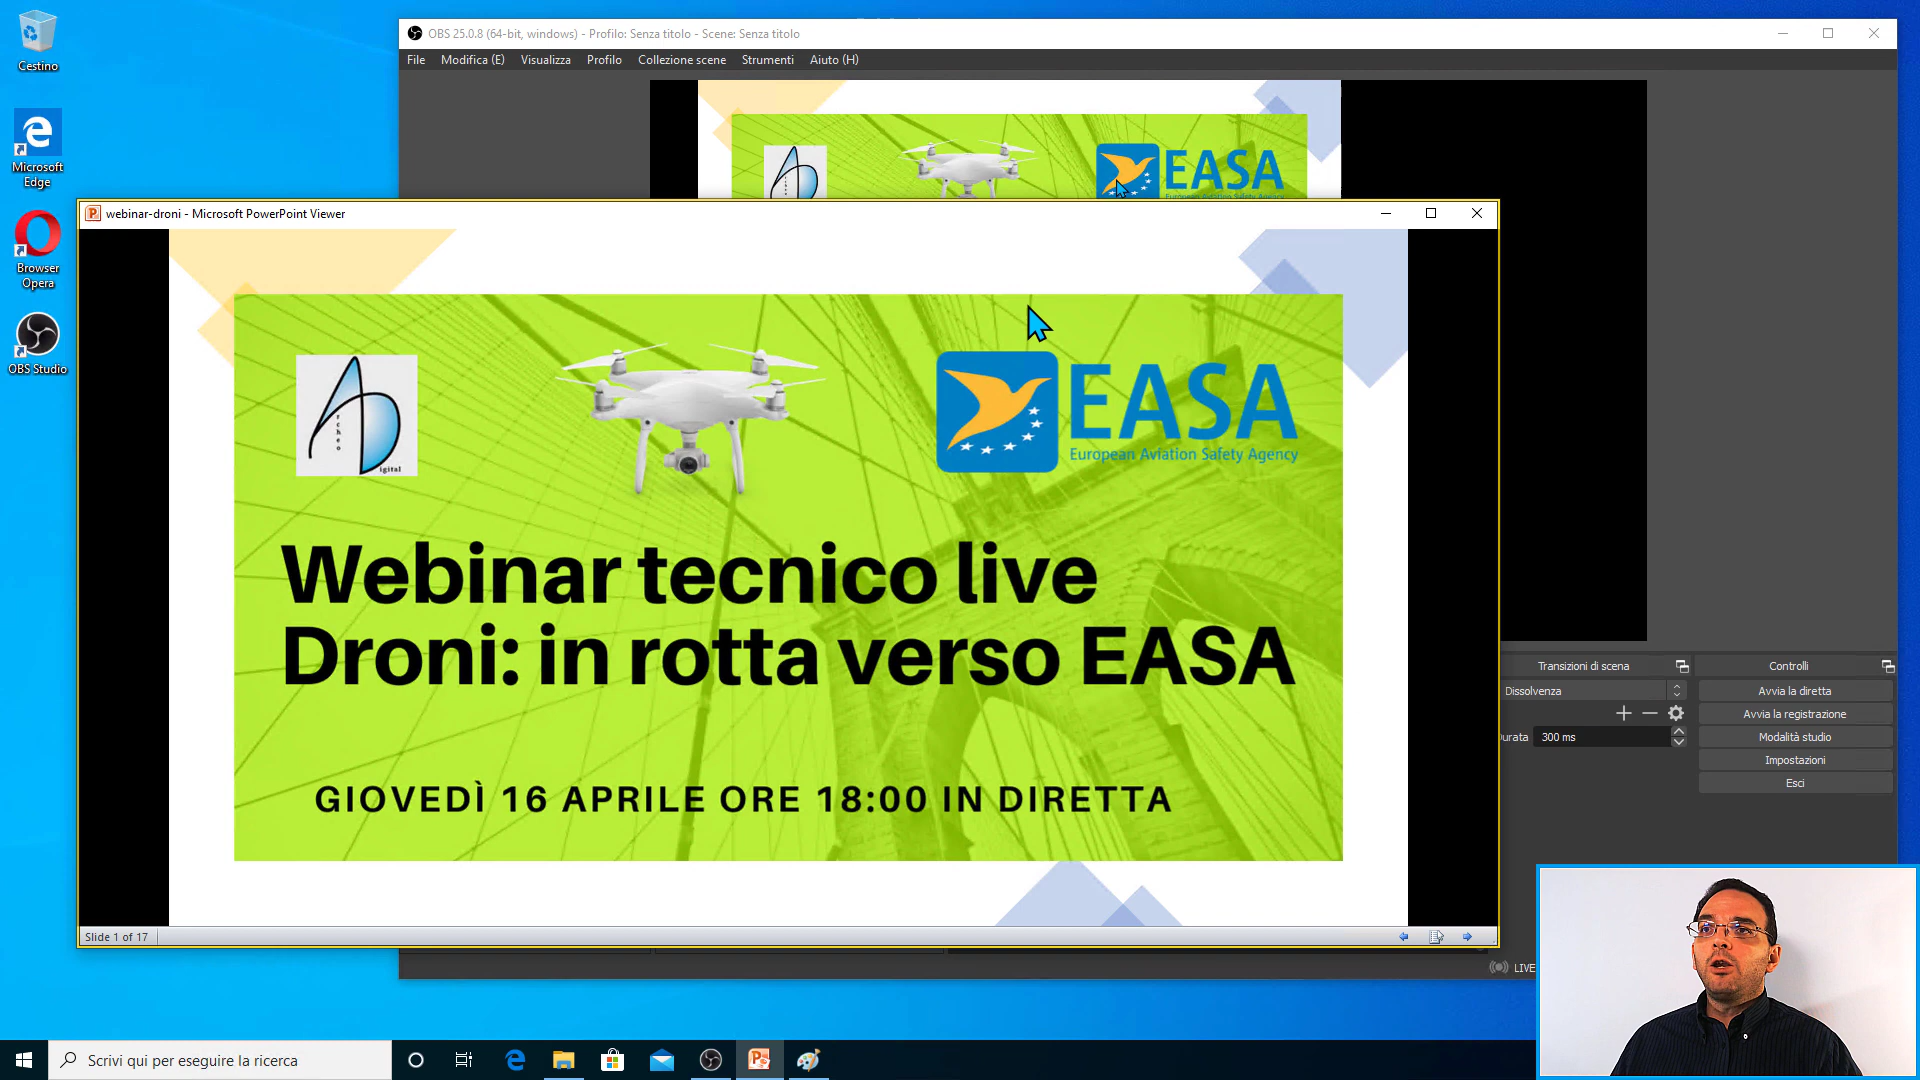 Cestino
Microsoft
Edge
Browser
Opera
OBS Studio
OBS 25.0.8 (64-bit, windows) - Profilo: Senza titolo - Scene: Senza titolo
File Modifica (E) Visualizza Profilo Collezione scene Strumenti Aiuto (H)
EASA
webinar-droni - Microsoft PowerPoint Viewer
Archeo
Digital
EASA
European Aviation Safety Agency
Webinar tecnico live
Droni: in rotta verso EASA
GIOVEDÌ 16 APRILE ORE 18:00 IN DIRETTA
Slide 1 of 17
Transizioni di scena
Dissolvenza
urata 300 ms
Controlli
Avvia la diretta
Avvia la registrazione
Modalità studio
Impostazioni
Esci
LIVE
Scrivi qui per eseguire la ricerca